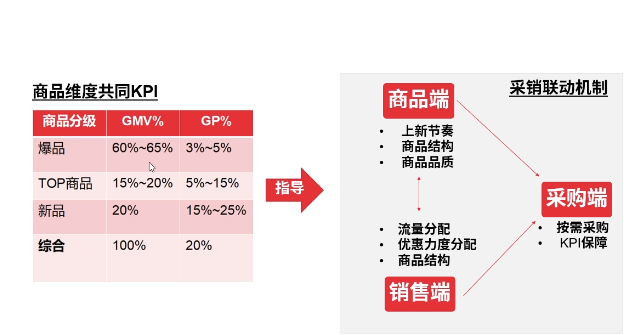 商品维度共同KPI
商品分级 GMV% GP%
爆品 60%~65% 3%~5%
TOP商品 15%~20% 5%~15%
新品 20% 15%~25%
综合 100% 20%
指导
采销联动机制
商品端
• 上新节奏
• 商品结构
• 商品品质
• 流量分配
• 优惠力度分配
• 商品结构
销售端
采购端
• 按需采购
• KPI保障